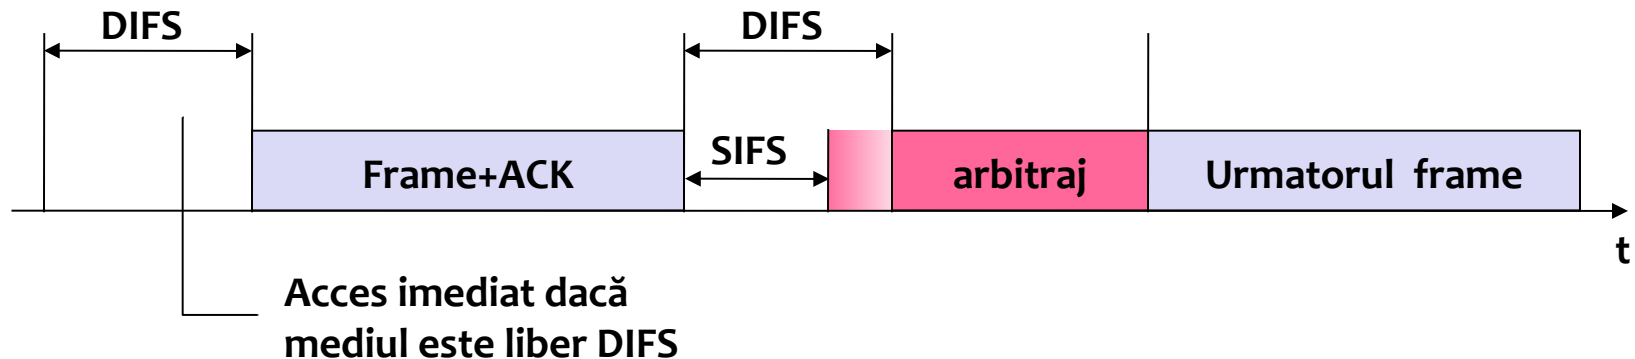 DIFS
DIFS
Frame+ACK
SIFS
arbitraj
Urmatorul frame
t
Acces imediat dacă
mediul este liber DIFS